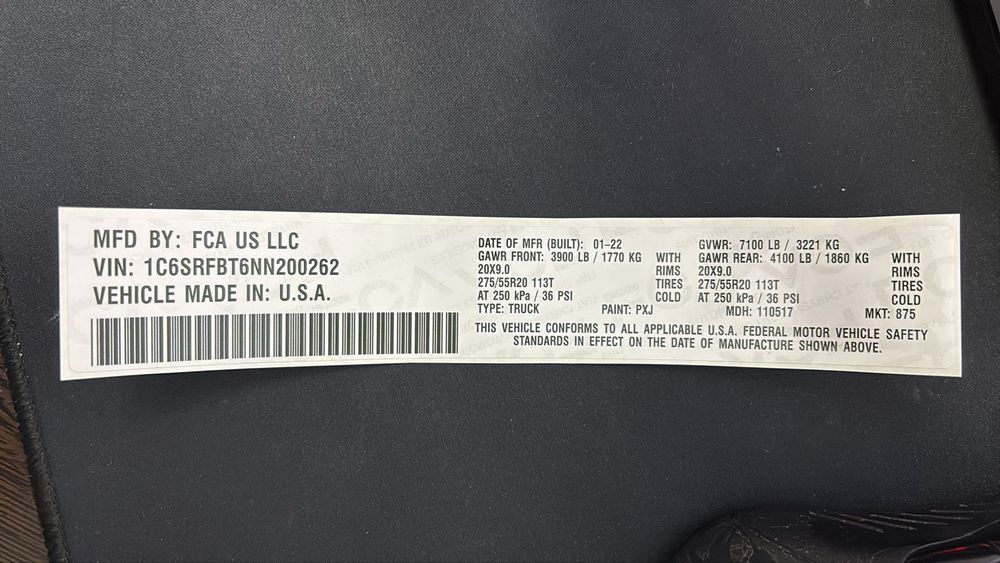 MFD BY: FCA US LLC
VIN: 1C6SRFBT6NN200262
VEHICLE MADE IN: U.S.A.
DATE OF MFR (BUILT): 01-22
GAWR FRONT: 3900 LB / 1770 KG WITH
20X9.0 RIMS
275/55R20 113T TIRES
AT 250 kPa / 36 PSI COLD
TYPE: TRUCK PAINT: PXJ
GVWR: 7100 LB / 3221 KG
GAWR REAR: 4100 LB / 1860 KG WITH
20X9.0 RIMS
275/55R20 113T TIRES
AT 250 kPa / 36 PSI COLD
MDH: 110517 MKT: 875
THIS VEHICLE CONFORMS TO ALL APPLICABLE U.S.A. FEDERAL MOTOR VEHICLE SAFETY
STANDARDS IN EFFECT ON THE DATE OF MANUFACTURE SHOWN ABOVE.